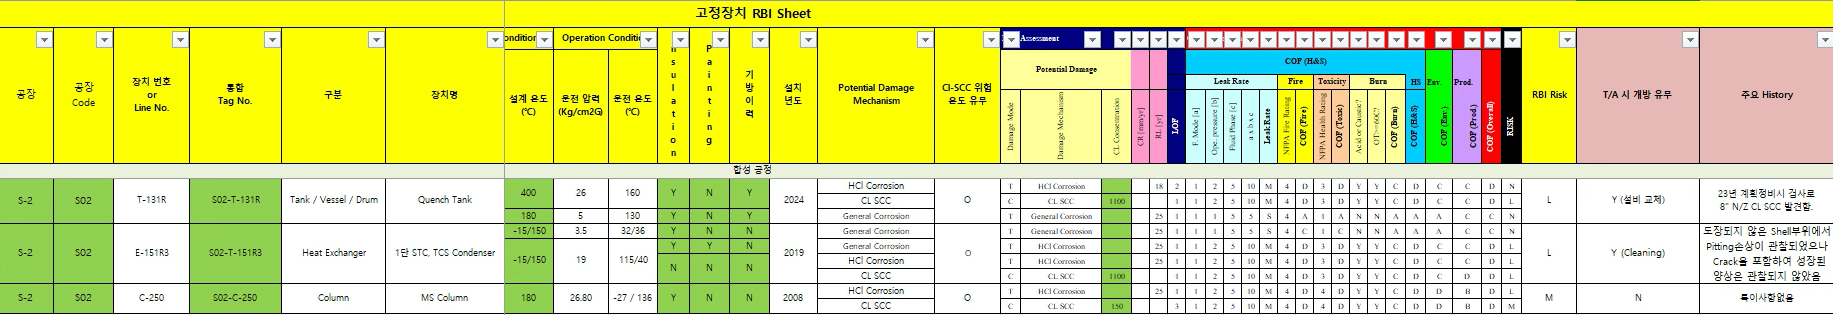 고정장치 RBI Sheet
ondition Operation Conditio Assessment
공장
공장 Code
장치 번호 or Line No.
통합 Tag No.
구분
장치명
설계 온도 (℃)
운전 압력 (Kg/cm2G)
운전 온도 (℃)
nsulation
Painting
기방이력
설치 년도
Potential Damage Mechanism
Cl-SCC 위험 온도 유무
Potential Damage
Damage Mode
Damage Mechanism
CL Consentration
CR [mm/yr]
RL [yr]
LOF
COF (H&S)
Leak Rate Fire Toxicity Burn HS Env. Prod.
F. Mode [a]
Ope. pressure [b]
Fluid Phase [c]
a x b x c
Leak Rate
NFPA Fire Raining
COF (Fire)
NFPA Health Raining
COF (Toxic)
Acid or Caustic?
OT>=60C?
COF (Burn)
COF (H&S)
COF (Env.)
COF (Prod.)
COF (Overall)
RISK
RBI Risk
T/A 시 개방 유무
주요 History
합성 공정
S-2 S02 T-131R S02-T-131R Tank / Vessel / Drum Quench Tank
400 26 160 Y N Y 2024 HCl Corrosion O T HCl Corrosion 18 2 1 2 5 10 M 4 D 3 D Y Y C D C C D N
CL SCC C CL SCC 1100 1 1 2 5 10 M 4 D 3 D Y Y C D C C D L
180 5 130 Y N Y General Corrosion T General Corrosion 25 1 1 1 5 5 S 4 A 1 A N N A A A C C N
L Y (설비 교체)
23년 계획정비시 검사로
8" N/Z CL SCC 발견함.
S-2 S02 E-151R3 S02-T-151R3 Heat Exchanger 1단 STC, TCS Condenser
-15/150 3.5 32/36 Y N N 2019 General Corrosion O T General Corrosion 25 1 1 1 5 5 S 4 C 1 C N N A A A C C N
-15/150 19 115/40 Y Y N General Corrosion T HCl Corrosion 25 1 1 2 5 10 M 4 D 3 D Y Y C D C C D L
N N N HCl Corrosion T HCl Corrosion 25 1 1 2 5 10 M 4 D 3 D Y Y C D C C D L
CL SCC C CL SCC 1100 1 1 2 5 10 M 4 D 3 D Y Y C D C D D L
L Y (Cleaning)
도장되지 않은 Shell부위에서
Pitting손상이 관찰되었으나
Crack을 포함하여 성장된
양상은 관찰되지 않았음
S-2 S02 C-250 S02-C-250 Column MS Column
180 26.80 -27 / 136 Y N N 2008 HCl Corrosion O T HCl Corrosion 25 1 1 2 5 10 M 4 D 4 D Y Y C D D B D L
CL SCC C CL SCC 150 3 1 2 5 10 M 4 D 4 D Y Y C D D B D M
M N 특이사항없음